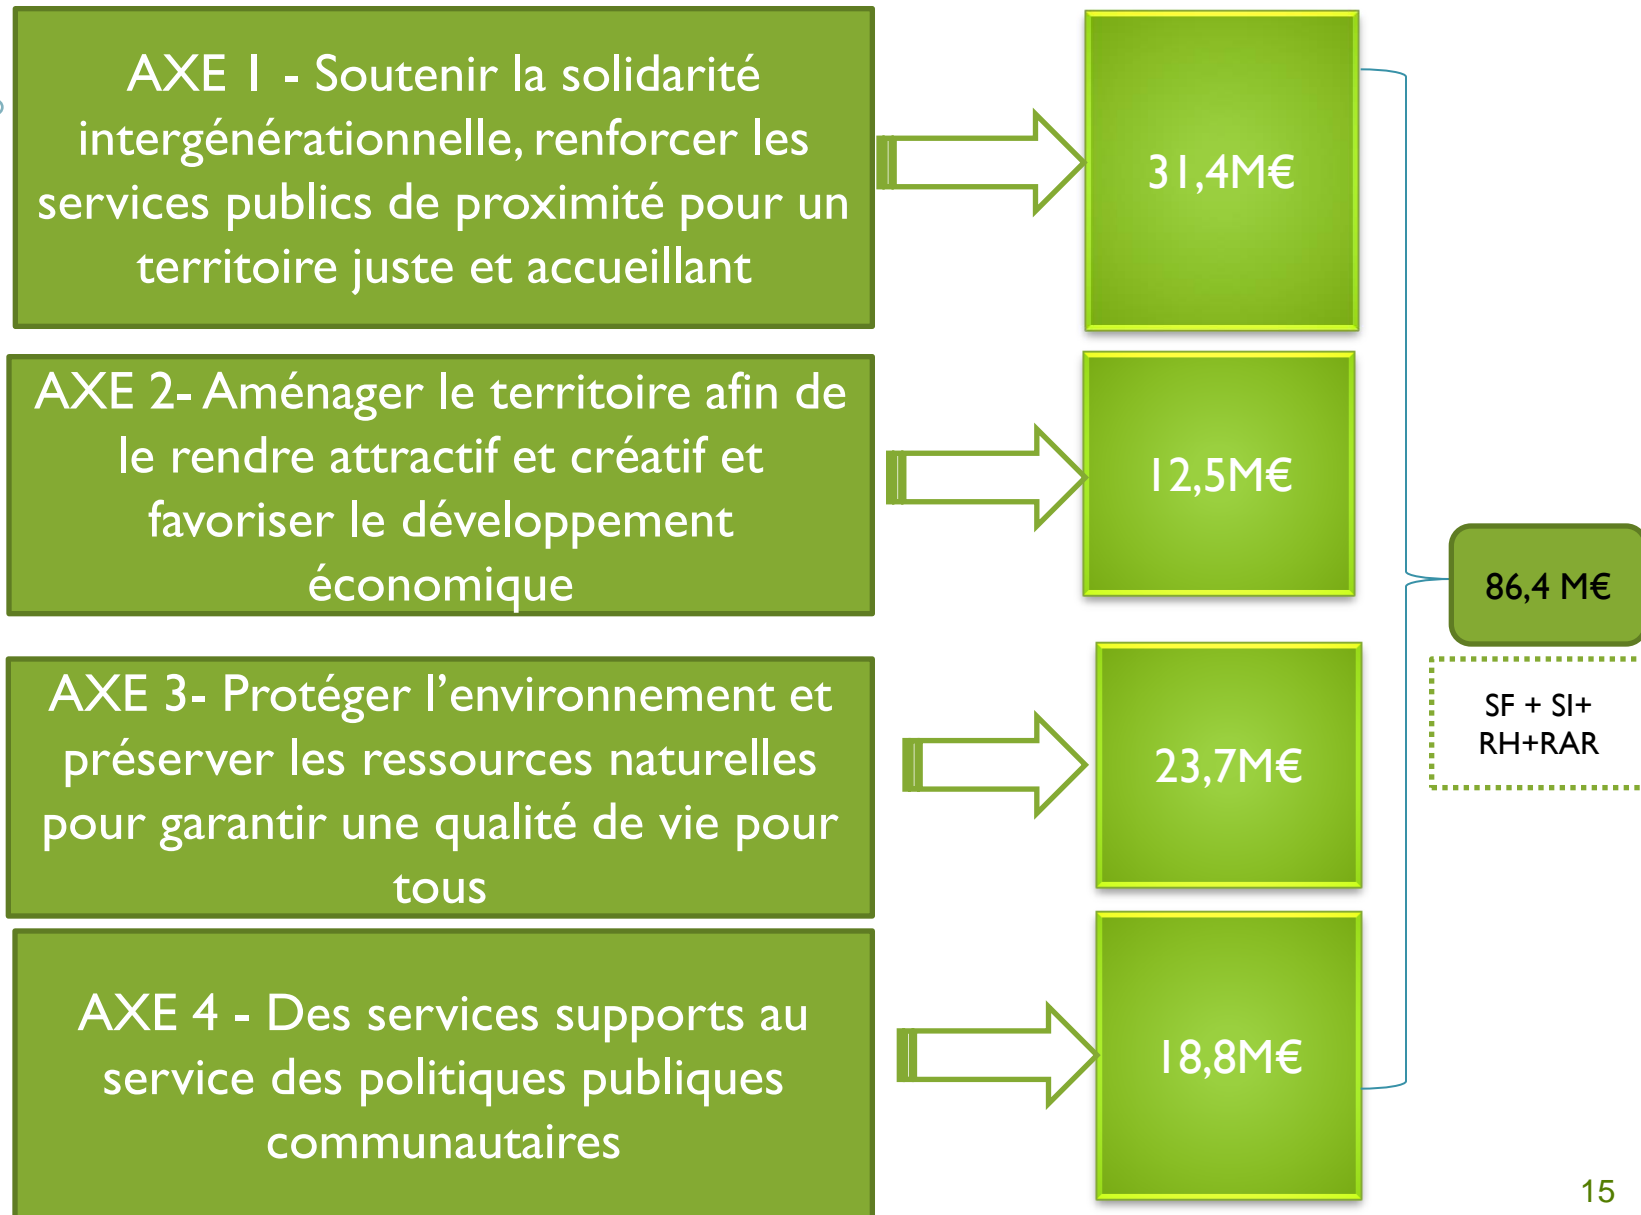 AXE 1 - Soutenir la solidarité
intergénérationnelle, renforcer les
services publics de proximité pour un
territoire juste et accueillant
31,4M€
AXE 2- Aménager le territoire afin de
le rendre attractif et créatif et
favoriser le développement
économique
12,5M€
86,4 M€
SF + SI+
RH+RAR
AXE 3- Protéger l’environnement et
préserver les ressources naturelles
pour garantir une qualité de vie pour
tous
23,7M€
AXE 4 - Des services supports au
service des politiques publiques
communautaires
18,8M€
15